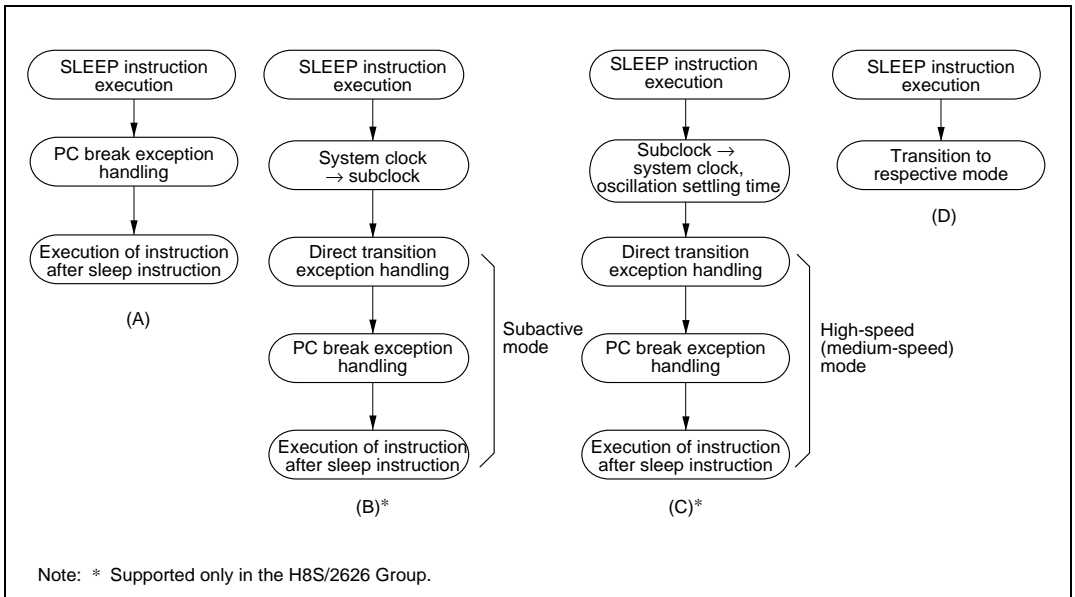 SLEEP instruction
execution
PC break exception
handling
Execution of instruction
after sleep instruction
(A)
SLEEP instruction
execution
System clock
→ subclock
Direct transition
exception handling
PC break exception
handling
Execution of instruction
after sleep instruction
Subactive
mode
(B)*
SLEEP instruction
execution
Subclock →
system clock,
oscillation settling time
Direct transition
exception handling
PC break exception
handling
Execution of instruction
after sleep instruction
High-speed
(medium-speed)
mode
(C)*
SLEEP instruction
execution
Transition to
respective mode
(D)
Note: * Supported only in the H8S/2626 Group.